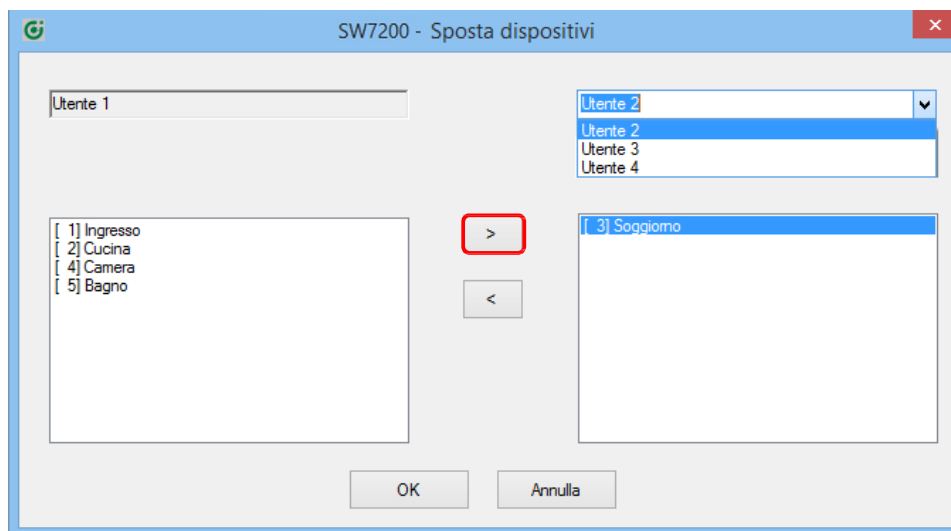 SW7200 - Sposta dispositivi
Utente 1
Utente 2
Utente 2
Utente 3
Utente 4
[ 1] Ingresso
[ 2] Cucina
[ 4] Camera
[ 5] Bagno
>
<
[ 3] Soggiorno
OK
Annulla